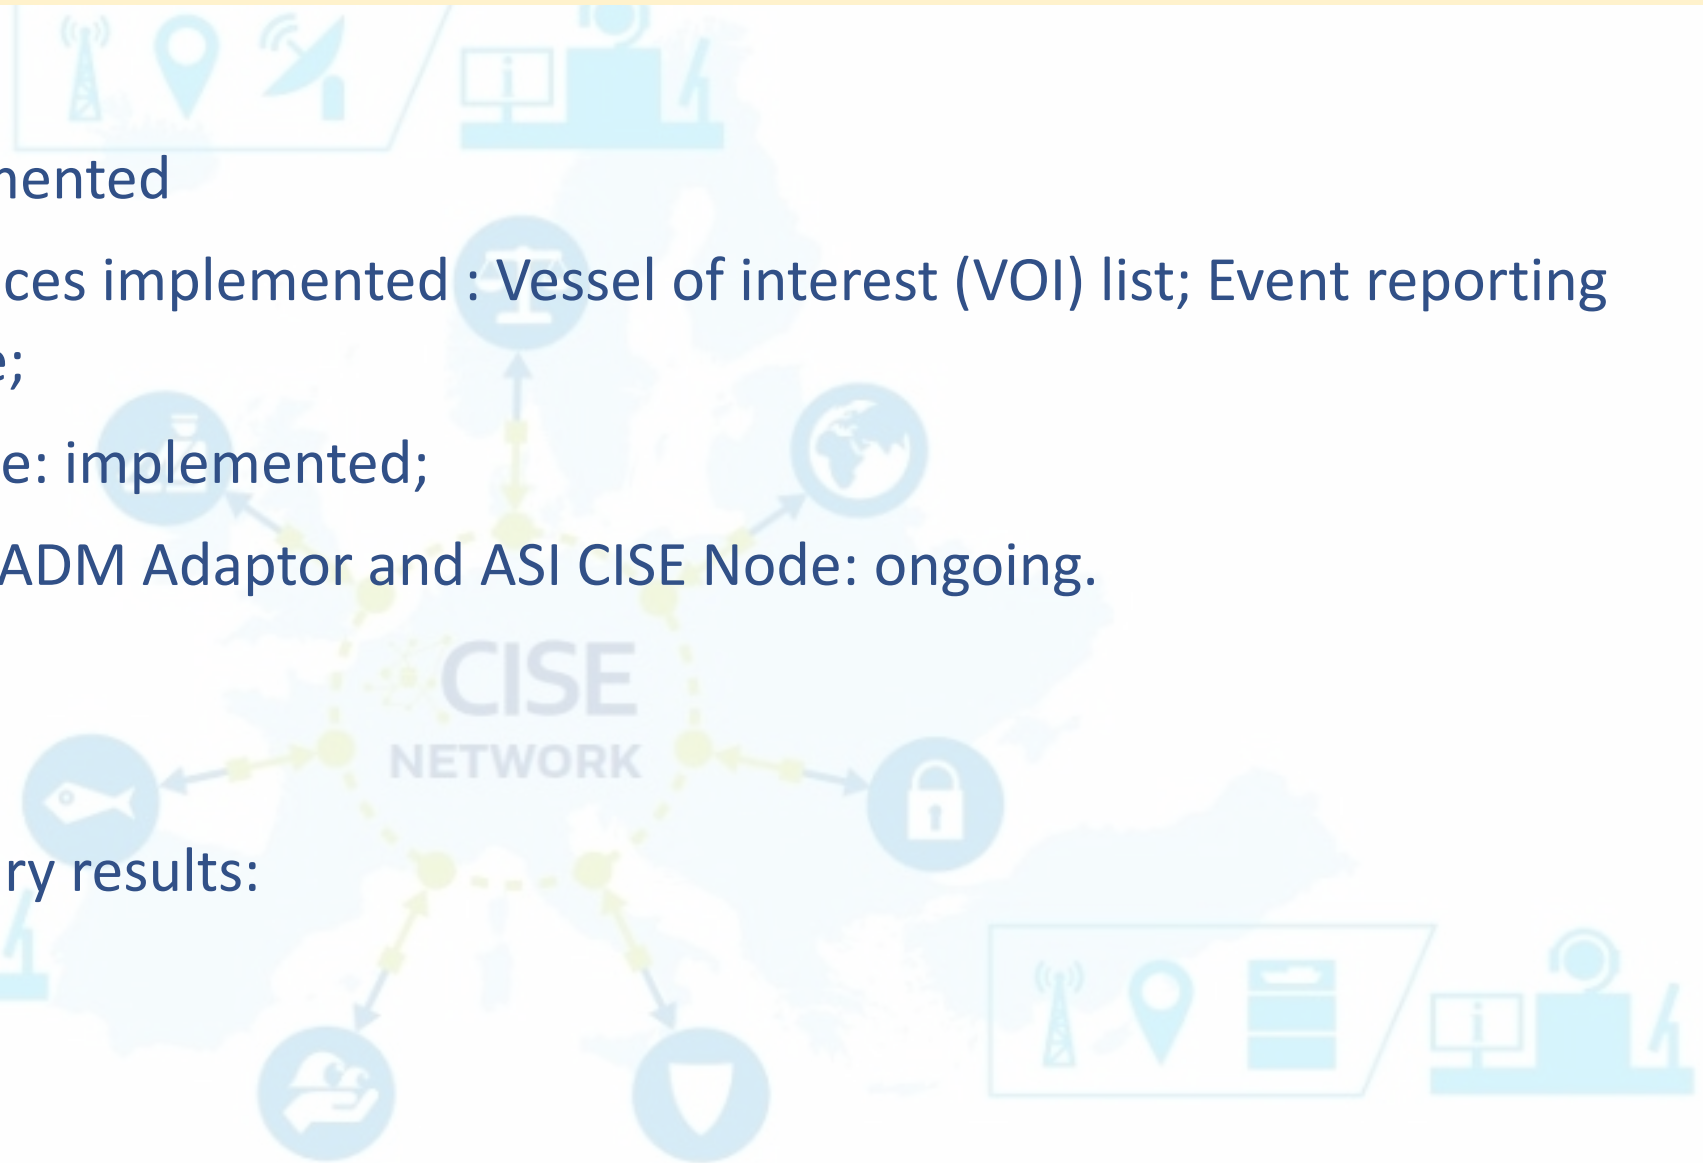 mented
ces implemented : Vessel of interest (VOI) list; Event reporting
e;
e: implemented;
ADM Adaptor and ASI CISE Node: ongoing.
CISE
NETWORK
ry results:
i
i